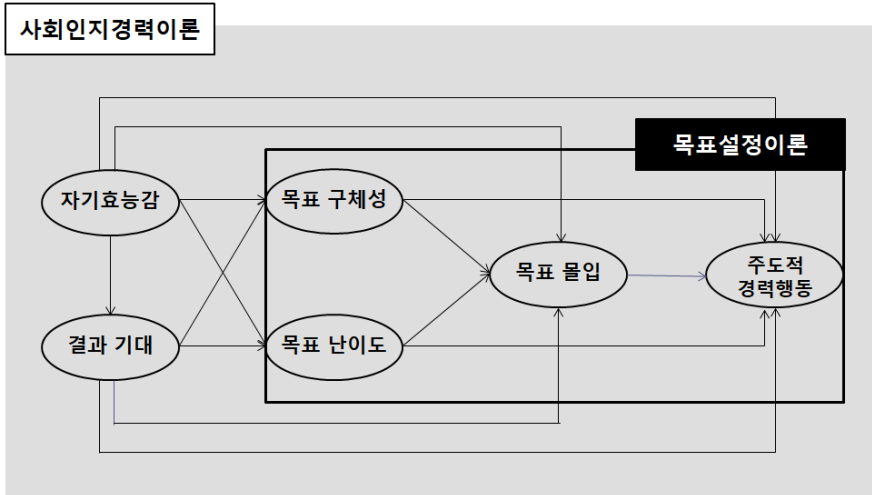 사회인지경력이론
목표설정이론
자기효능감
목표 구체성
목표 몰입
주도적
경력행동
결과 기대
목표 난이도